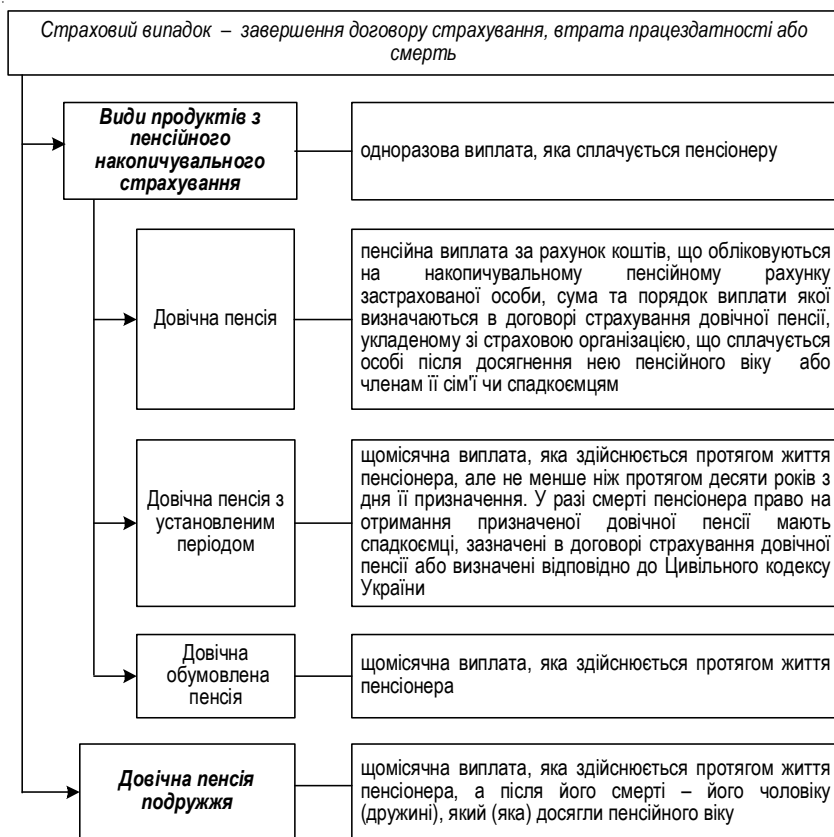 Страховий випадок – завершення договору страхування, втрата працездатності або
смерть
Види продуктів з
пенсійного
накопичувального
страхування
одноразова виплата, яка сплачується пенсіонеру
Довічна пенсія
пенсійна виплата за рахунок коштів, що обліковуються
на накопичувальному пенсійному рахунку
застрахованої особи, сума та порядок виплати якої
визначаються в договорі страхування довічної пенсії,
укладеному зі страховою організацією, що сплачується
особі після досягнення нею пенсійного віку або
членам її сім'ї чи спадкоємцям
Довічна пенсія з
установленим
періодом
щомісячна виплата, яка здійснюється протягом життя
пенсіонера, але не менше ніж протягом десяти років з
дня її призначення. У разі смерті пенсіонера право на
отримання призначеної довічної пенсії мають
спадкоємці, зазначені в договорі страхування довічної
пенсії або визначені відповідно до Цивільного кодексу
України
Довічна
обумовлена
пенсія
щомісячна виплата, яка здійснюється протягом життя
пенсіонера
Довічна пенсія
подружжя
щомісячна виплата, яка здійснюється протягом життя
пенсіонера, а після його смерті – його чоловіку
(дружині), який (яка) досягли пенсійного віку